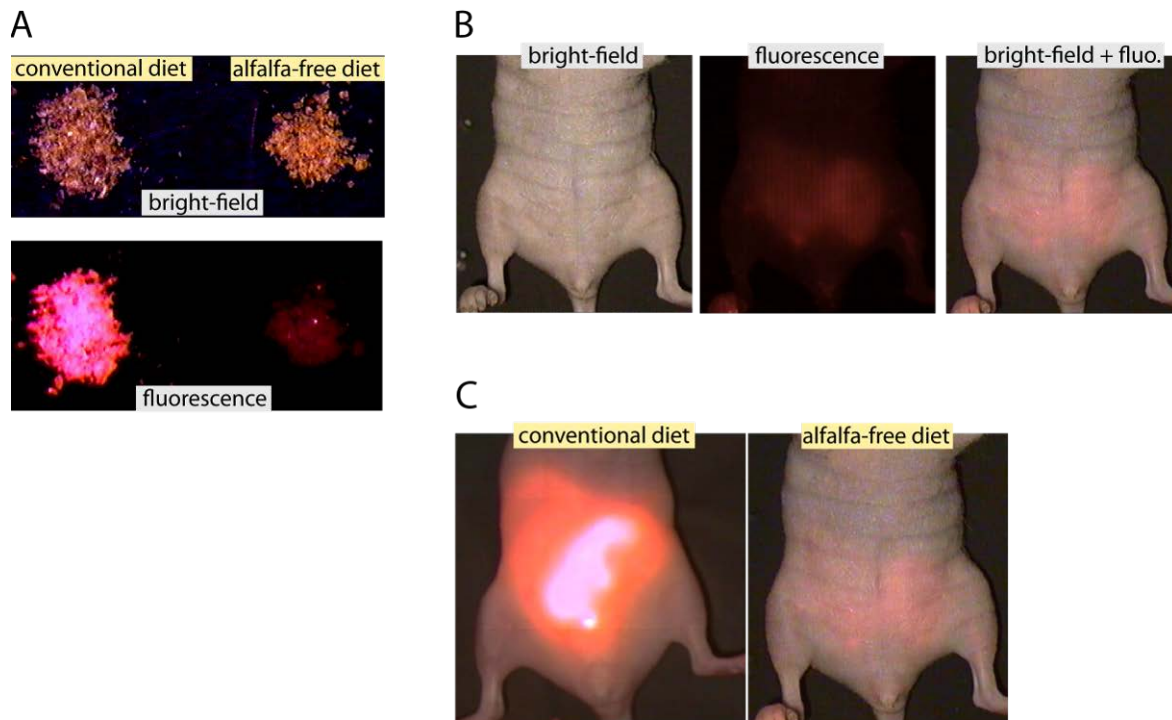 A
conventional diet
alfalfa-free diet
bright-field
fluorescence
B
bright-field
fluorescence
bright-field + fluo.
C
conventional diet
alfalfa-free diet